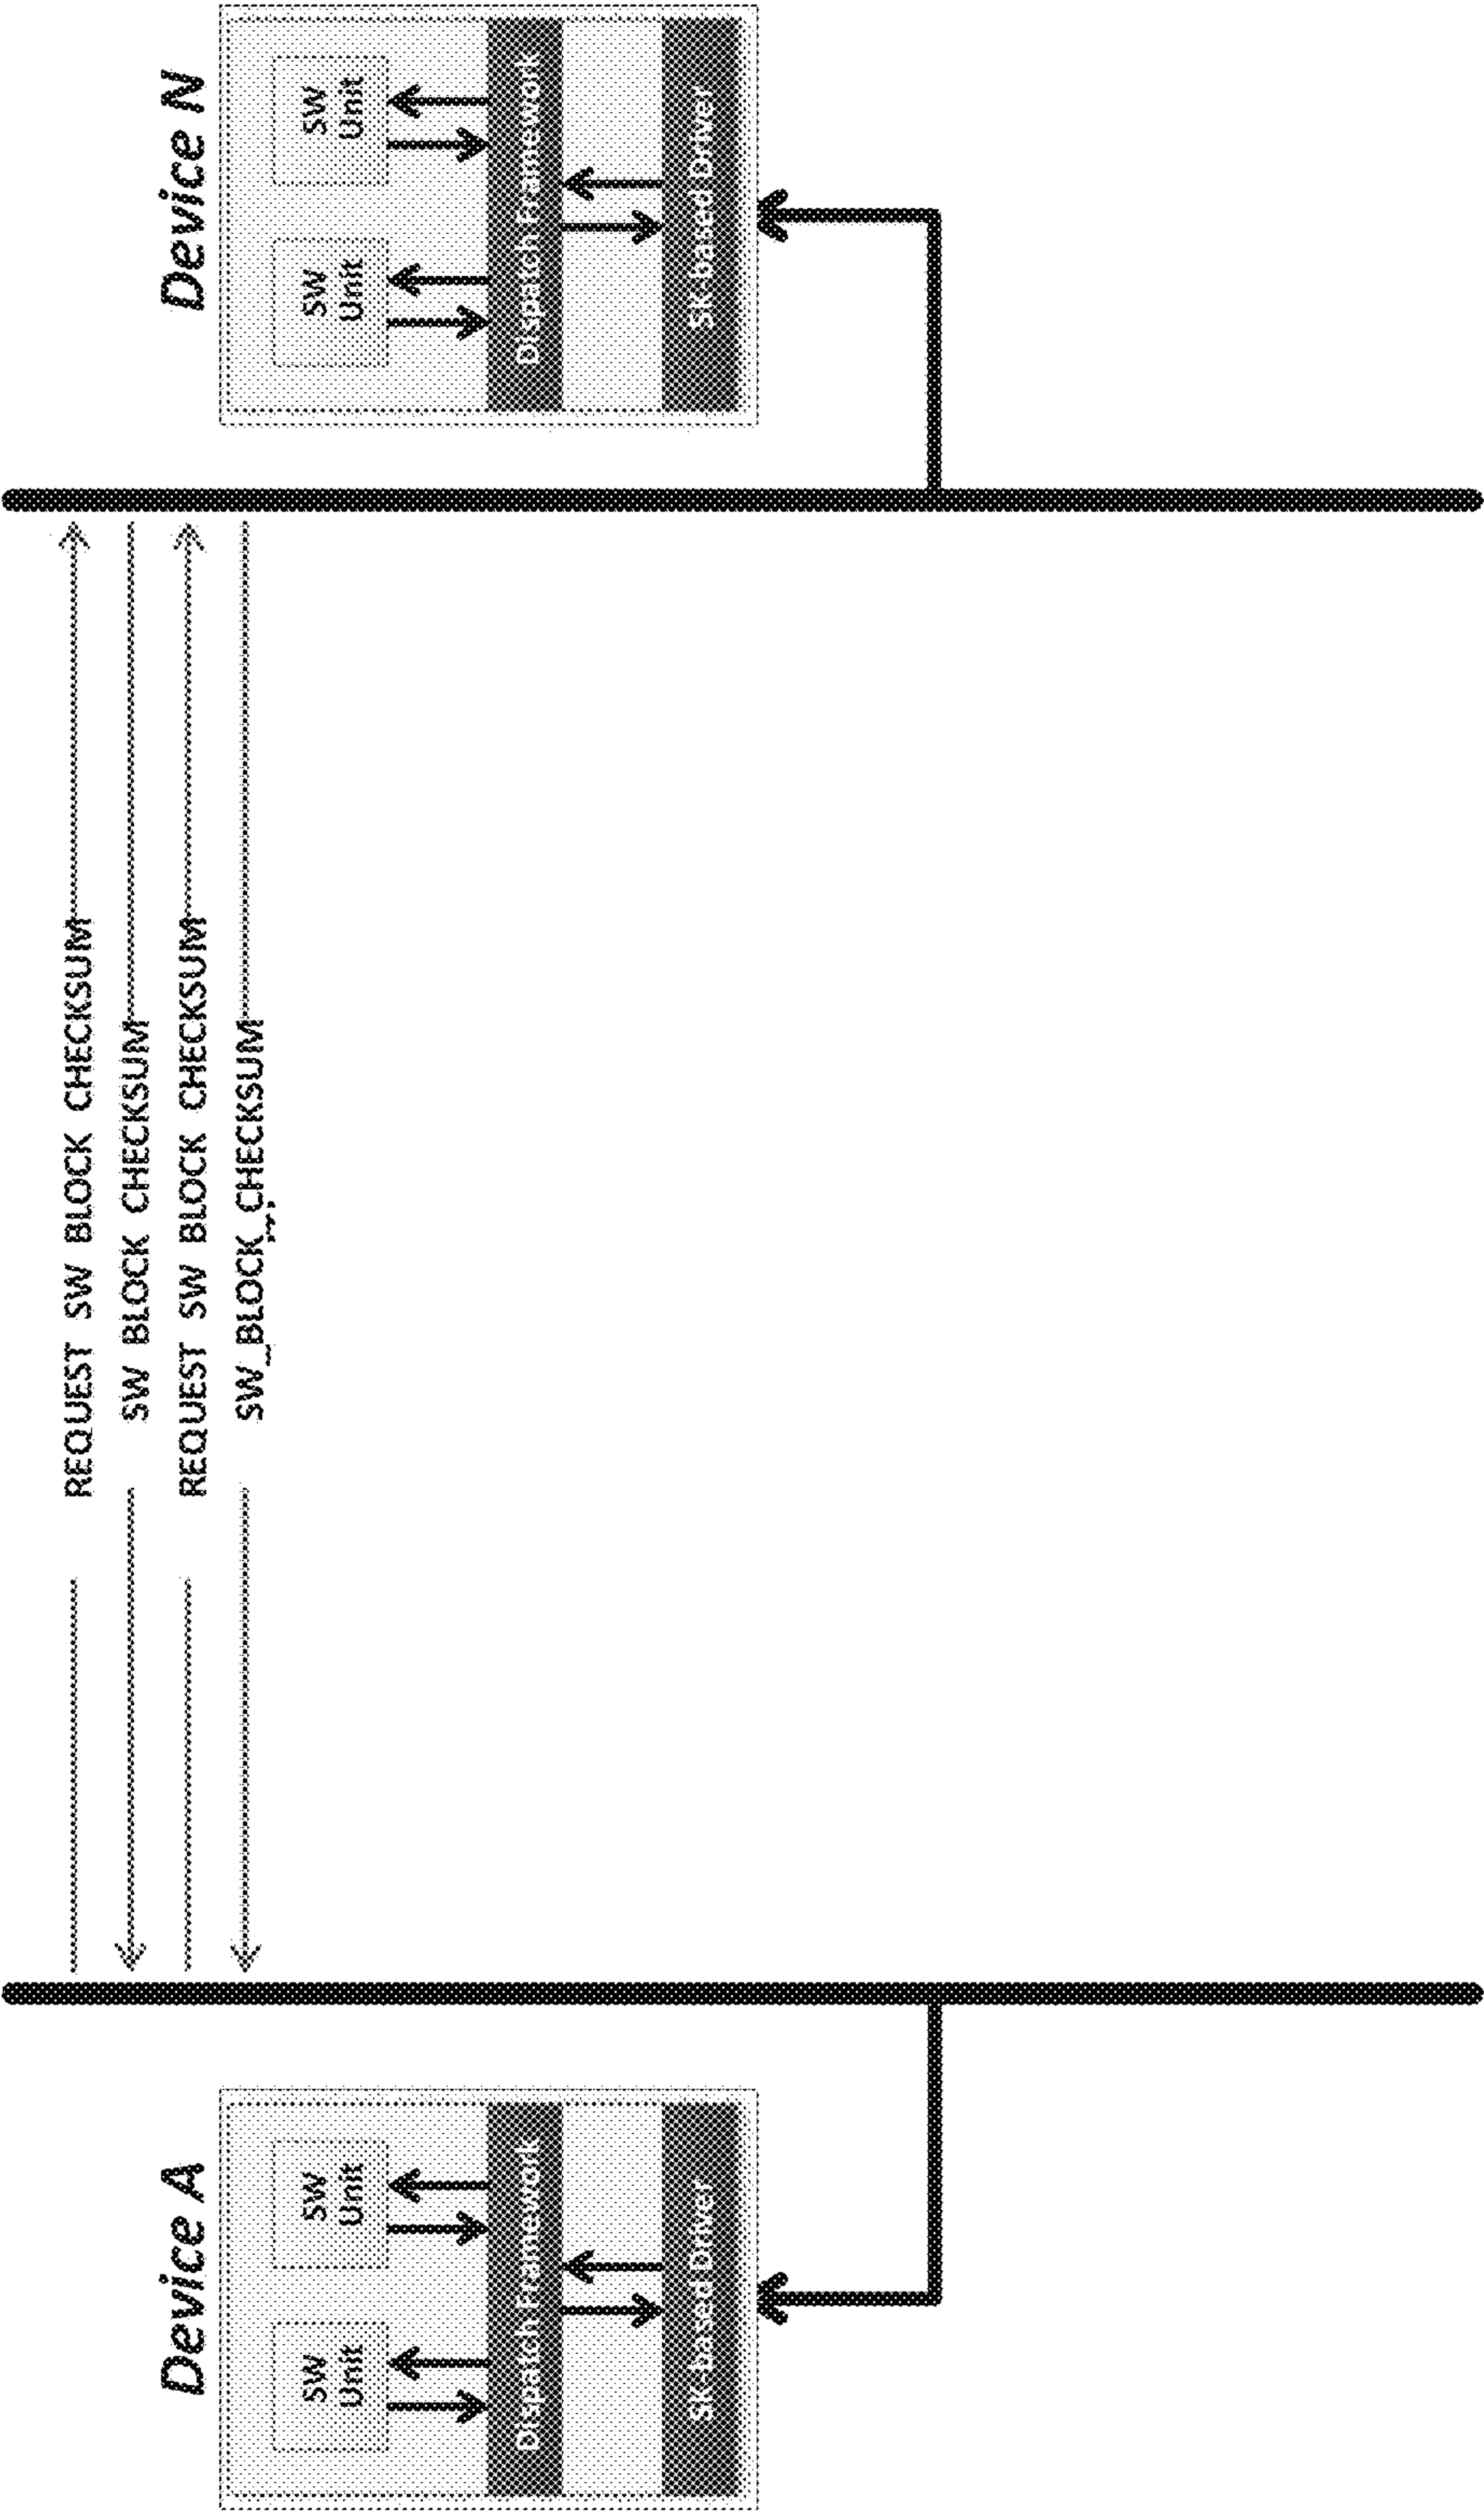 REQUEST SW BLOCK CHECKSUM
SW BLOCK CHECKSUM
REQUEST SW BLOCK CHECKSUM
SW_BLOCK_CHECKSUM
Device A
SW
Unit
SW
Unit
Dispatch Framework
SK-based Driver
Device N
SW
Unit
SW
Unit
Dispatch Framework
SK-based Driver